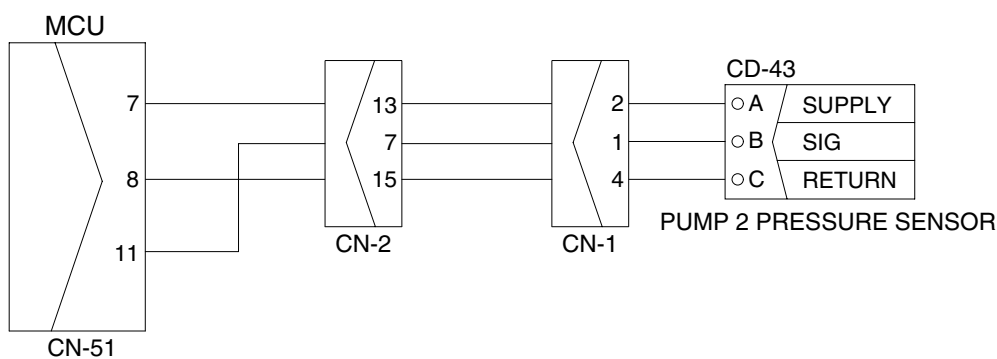 MCU
CD-43
7
13
2
A SUPPLY
7
1
B SIG
8
15
4
C RETURN
PUMP 2 PRESSURE SENSOR
11
CN-2
CN-1
CN-51